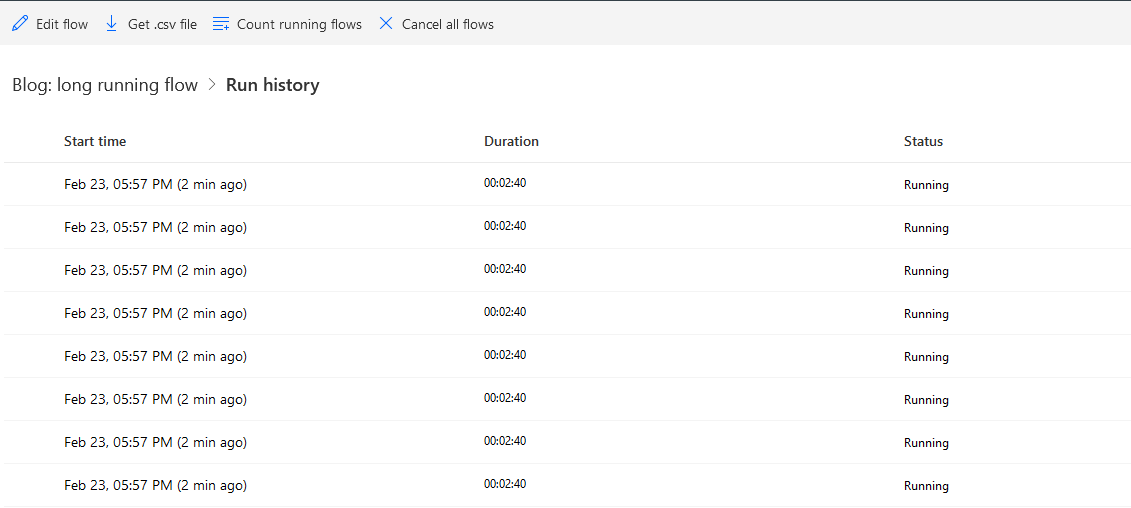 Edit flow Get .csv file Count running flows Cancel all flows
Blog: long running flow > Run history
Start time Duration Status
Feb 23, 05:57 PM (2 min ago) 00:02:40 Running
Feb 23, 05:57 PM (2 min ago) 00:02:40 Running
Feb 23, 05:57 PM (2 min ago) 00:02:40 Running
Feb 23, 05:57 PM (2 min ago) 00:02:40 Running
Feb 23, 05:57 PM (2 min ago) 00:02:40 Running
Feb 23, 05:57 PM (2 min ago) 00:02:40 Running
Feb 23, 05:57 PM (2 min ago) 00:02:40 Running
Feb 23, 05:57 PM (2 min ago) 00:02:40 Running